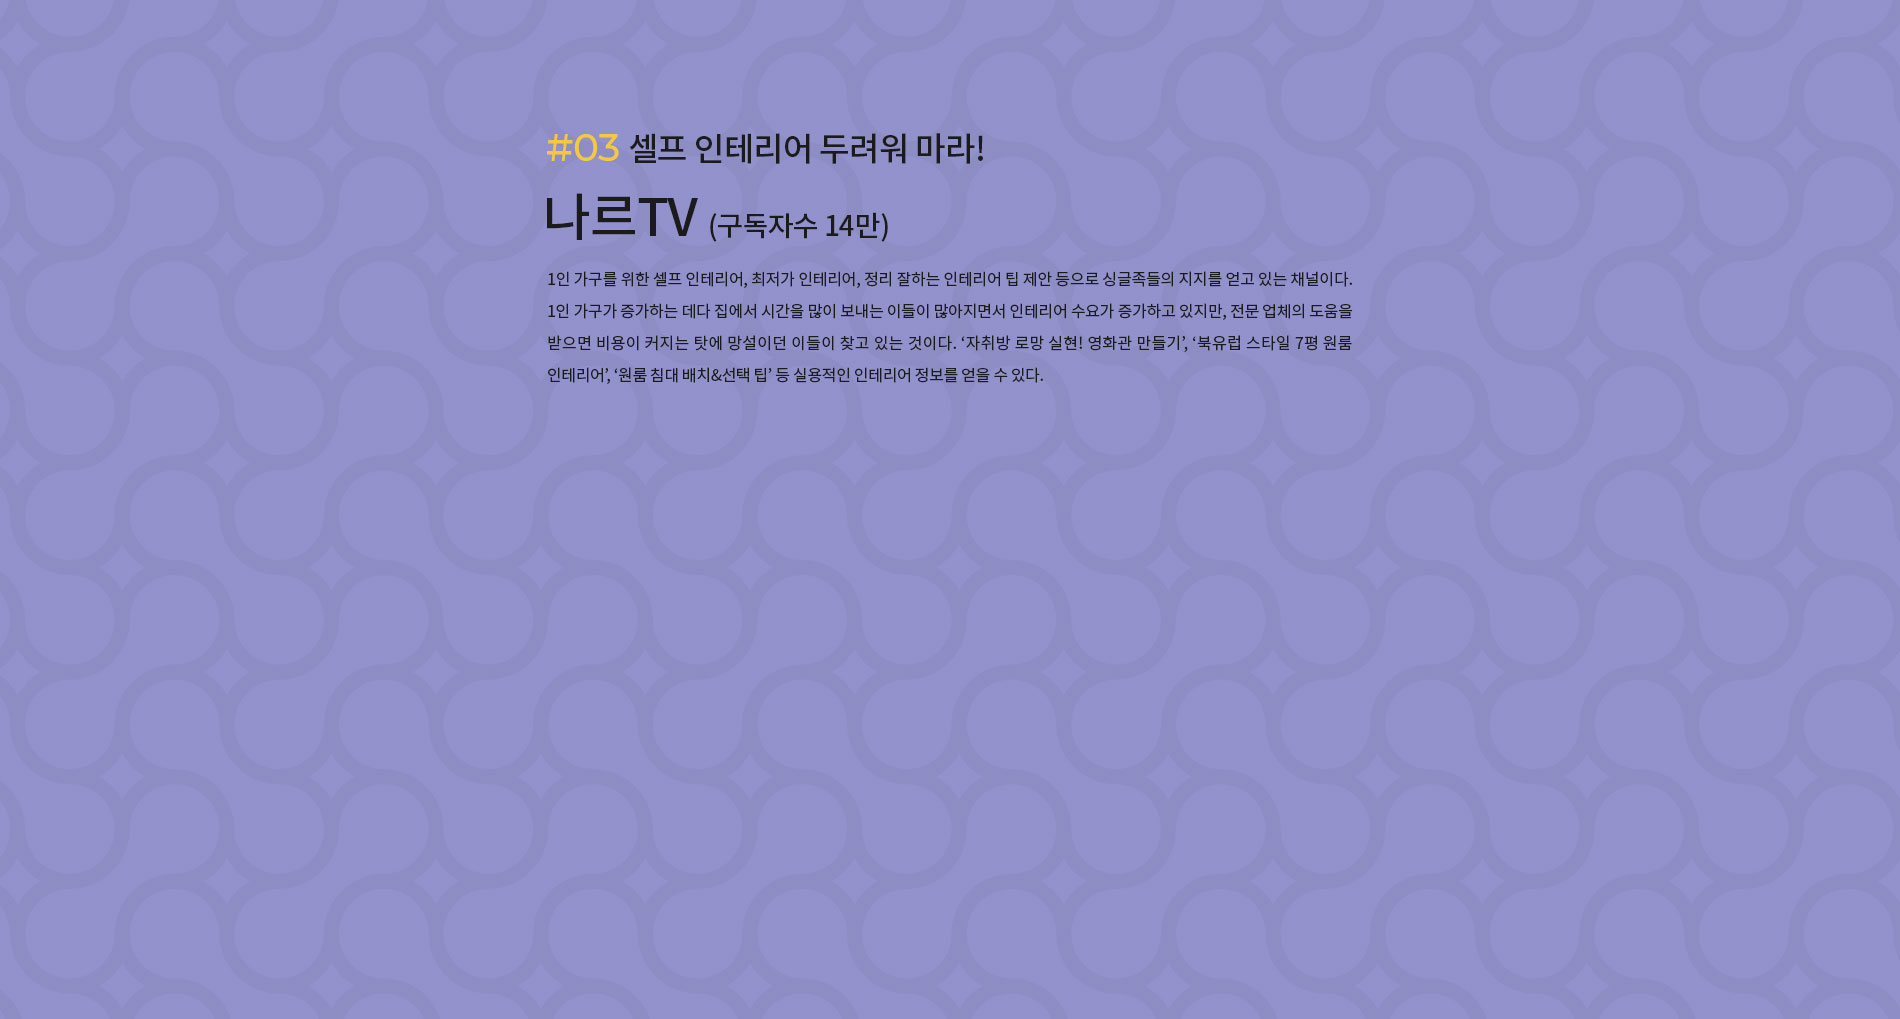 #03 셀프 인테리어 두려워 마라!
나르TV (구독자수 14만)
1인 가구를 위한 셀프 인테리어, 최저가 인테리어, 정리 잘하는 인테리어 팁 제안 등으로 싱글족들의 지지를 얻고 있는 채널이다.
1인 가구가 증가하는 데다 집에서 시간을 많이 보내는 이들이 많아지면서 인테리어 수요가 증가하고 있지만, 전문 업체의 도움을
받으면 비용이 커지는 탓에 망설이던 이들이 찾고 있는 것이다. ‘자취방 로망 실현! 영화관 만들기’, ‘북유럽 스타일 7평 원룸
인테리어’, ‘원룸 침대 배치&선택 팁’ 등 실용적인 인테리어 정보를 얻을 수 있다.